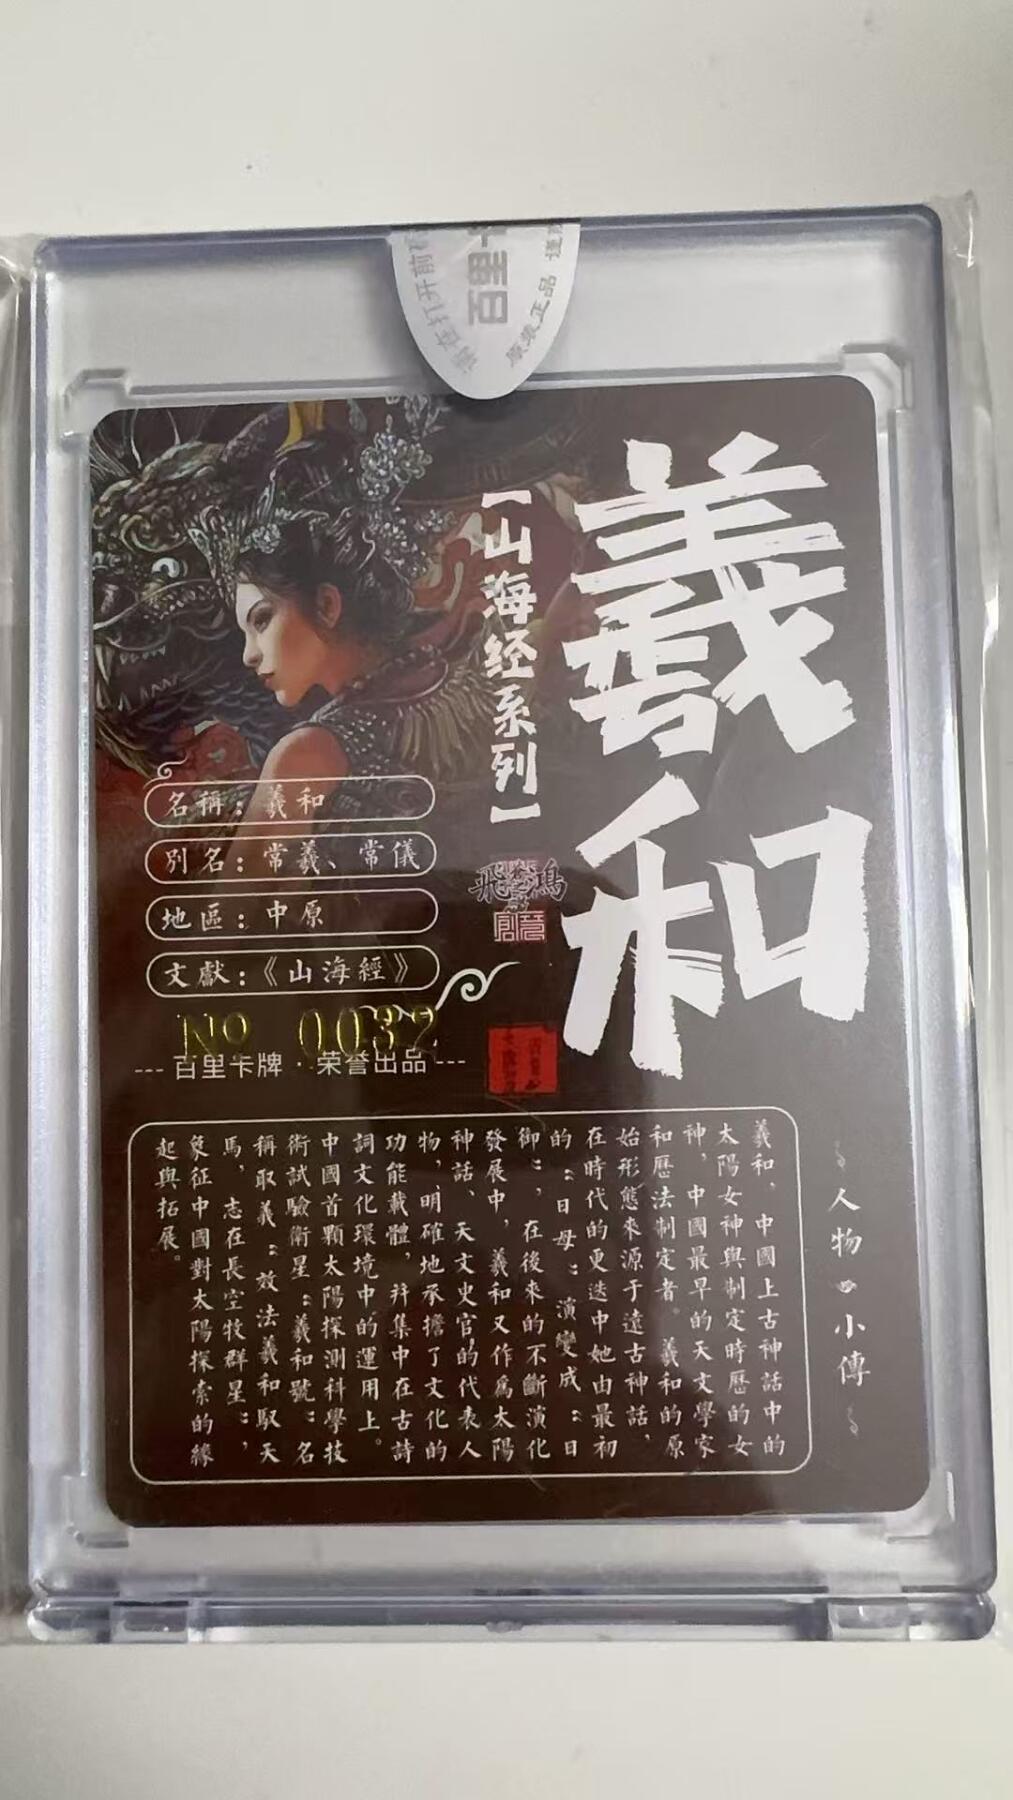 百里
原装正品
羲和
【山海经系列】
名稱：羲和
別名：常羲、常儀
地區：中原
文獻：《山海經》
飛鴻
No 0032
--- 百里卡牌 · 荣誉出品 ---
人物小傳
羲和，中國上古神話中的
太陽女神與制定時曆的女
神，中國最早的天文學家
和曆法制定者。羲和的原
始形態來源于遠古神話，
在時代的更迭中她由最初
的“日母”演變成“日
御”，在後來的不斷演化
發展中，羲和又作爲太陽
神話、天文史官的代表人
物，明確地承擔了文化的
功能載體，并集中在古詩
詞文化環境中的運用上。
中國首顆太陽探測科學技
術試驗衛星“羲和號”名
稱取義“效法羲和馭天
馬，志在長空牧群星”，
象征中國對太陽探索的緣
起與拓展。